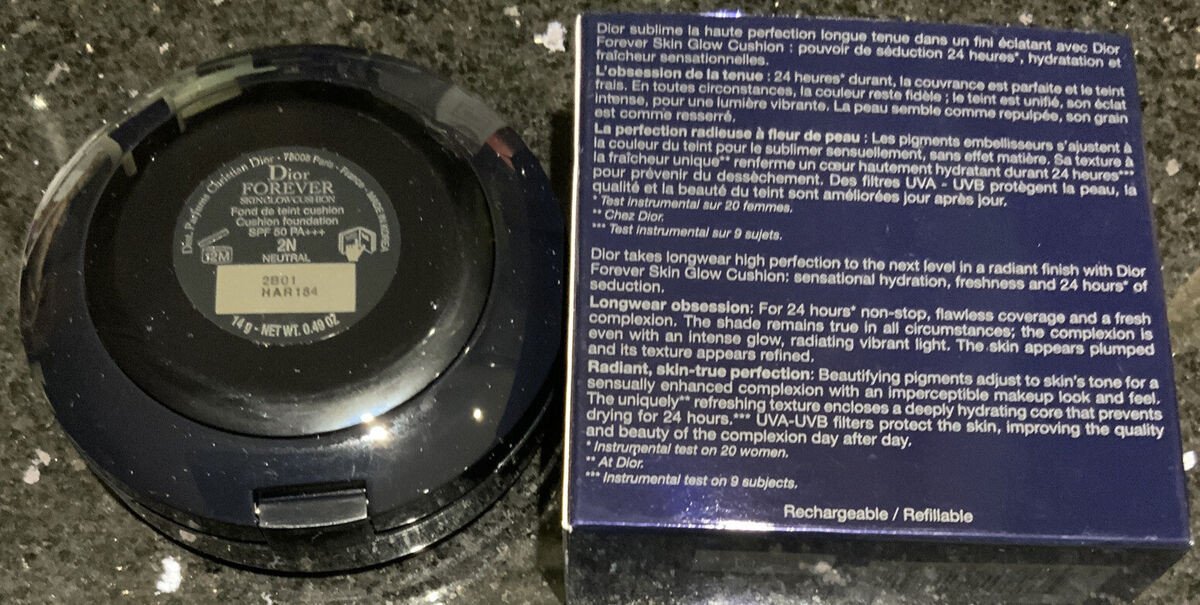 Dior Parfums Christian Dior - 75008 Paris - France - MADE IN KOREA
Dior
FOREVER
SKIN GLOW CUSHION
Fond de teint cushion
Cushion foundation
SPF 50 PA+++
2N
NEUTRAL
12M
2B01
HAR184
14 g - NET WT. 0.49 OZ
Dior sublime la haute perfection longue tenue dans un fini éclatant avec Dior
Forever Skin Glow Cushion : pouvoir de séduction 24 heures*, hydratation et
fraîcheur sensationnelles.
L'obsession de la tenue : 24 heures* durant, la couvrance est parfaite et le teint
frais. En toutes circonstances, la couleur reste fidèle ; le teint est unifié, son éclat
intense, pour une lumière vibrante. La peau semble comme repulpée, son grain
est comme resserré.
La perfection radieuse à fleur de peau : Les pigments embellisseurs s'ajustent à
la couleur du teint pour le sublimer sensuellement, sans effet matière. Sa texture à
la fraîcheur unique** renferme un cœur hautement hydratant durant 24 heures***
pour prévenir du dessèchement. Des filtres UVA - UVB protègent la peau, la
qualité et la beauté du teint sont améliorées jour après jour.
* Test instrumental sur 20 femmes.
** Chez Dior.
*** Test instrumental sur 9 sujets.
Dior takes longwear high perfection to the next level in a radiant finish with Dior
Forever Skin Glow Cushion: sensational hydration, freshness and 24 hours* of
seduction.
Longwear obsession: For 24 hours* non-stop, flawless coverage and a fresh
complexion. The shade remains true in all circumstances; the complexion is
even with an intense glow, radiating vibrant light. The skin appears plumped
and its texture appears refined.
Radiant, skin-true perfection: Beautifying pigments adjust to skin's tone for a
sensually enhanced complexion with an imperceptible makeup look and feel.
The uniquely** refreshing texture encloses a deeply hydrating core that prevents
drying for 24 hours.*** UVA-UVB filters protect the skin, improving the quality
and beauty of the complexion day after day.
* Instrumental test on 20 women.
** At Dior.
*** Instrumental test on 9 subjects.
Rechargeable / Refillable